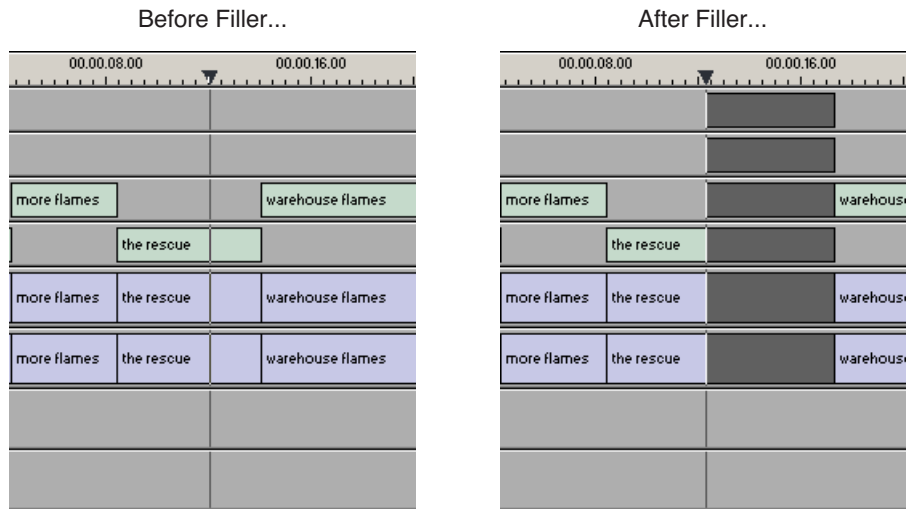 Before Filler...
00.00.08.00 00.00.16.00
more flames warehouse flames
the rescue
more flames the rescue warehouse flames
more flames the rescue warehouse flames
After Filler...
00.00.08.00 00.00.16.00
more flames warehouse
the rescue
more flames the rescue warehouse
more flames the rescue warehouse